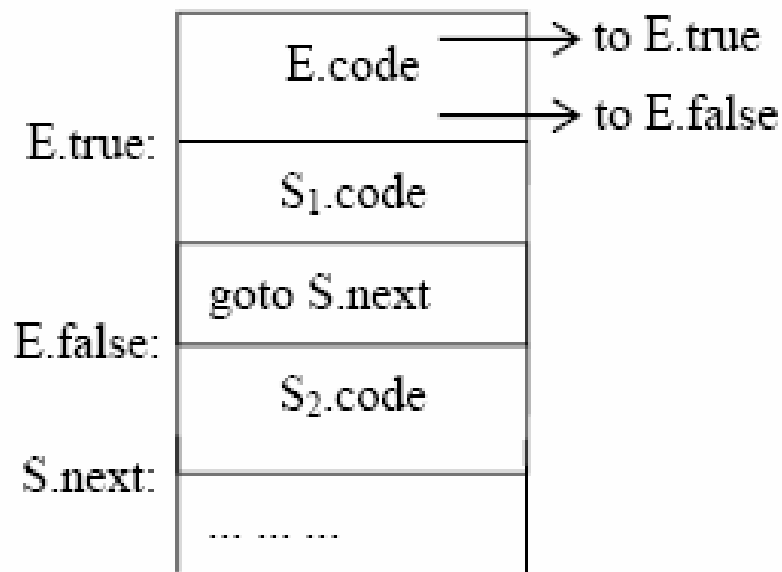 to E.true
E.code
to E.false
E.true:
S₁.code
goto S.next
E.false:
S₂.code
S.next:
... ... ...